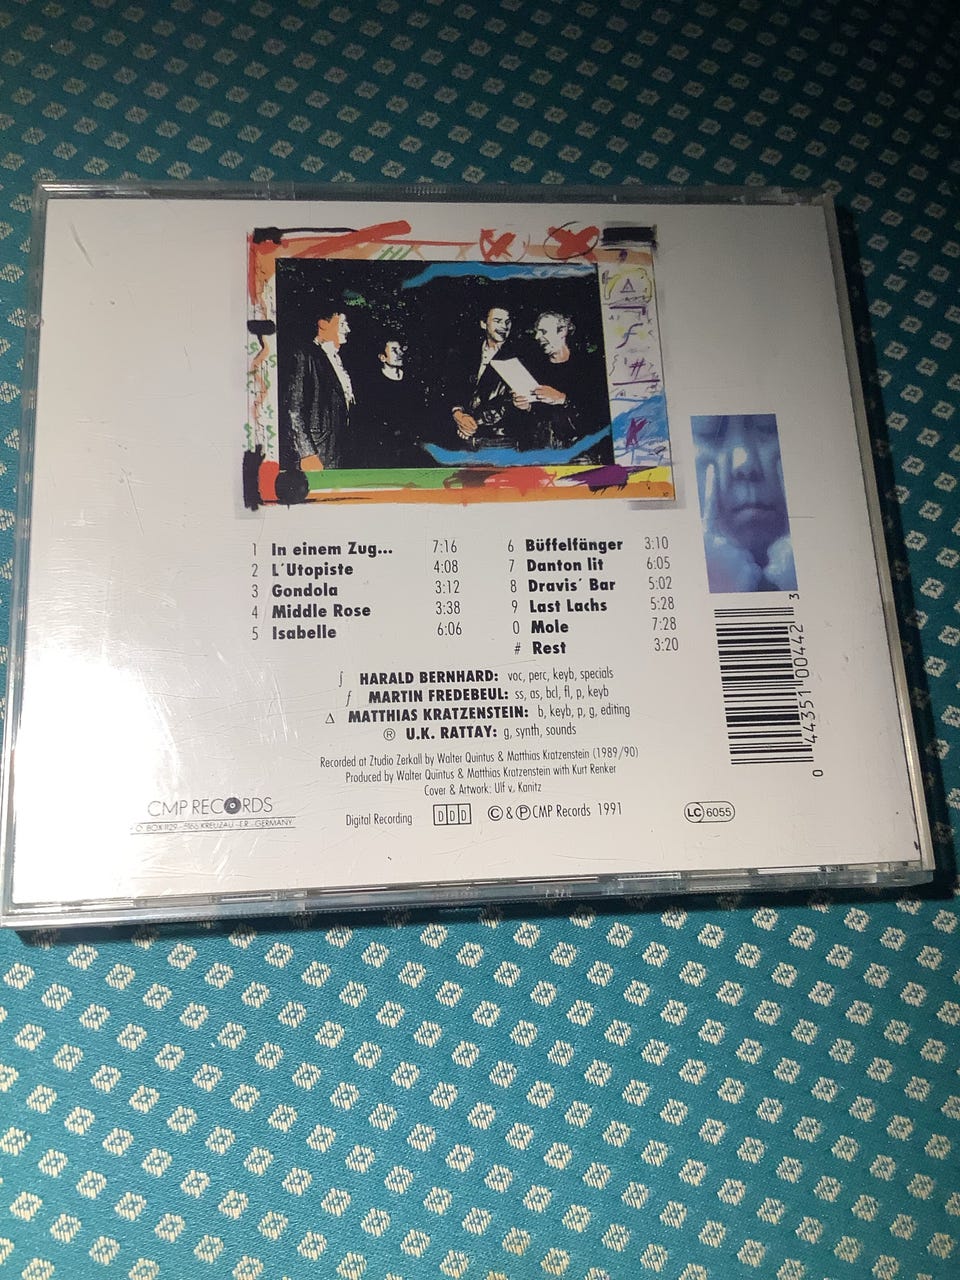 Δ
f
#
K
1 In einem Zug... 7:16
2 L´Utopiste 4:08
3 Gondola 3:12
4 Middle Rose 3:38
5 Isabelle 6:06
6 Büffelfänger 3:10
7 Danton lit 6:05
8 Dravis´ Bar 5:02
9 Last Lachs 5:28
0 Mole 7:28
# Rest 3:20
∫ HARALD BERNHARD: voc, perc, keyb, specials
ƒ MARTIN FREDEBEUL: ss, as, bcl, fl, p, keyb
Δ MATTHIAS KRATZENSTEIN: b, keyb, p, g, editing
® U.K. RATTAY: g, synth, sounds
Recorded at Ztudio Zerkall by Walter Quintus & Matthias Kratzenstein (1989/90)
Produced by Walter Quintus & Matthias Kratzenstein with Kurt Renker
Cover & Artwork: Ulf v. Kanitz
CMP RECORDS
P.O. BOX 1129 - 5166 KREUZAU - F.R. GERMANY
Digital Recording DDD © & ℗ CMP Records 1991
LC 6055
0 44351 00442 3